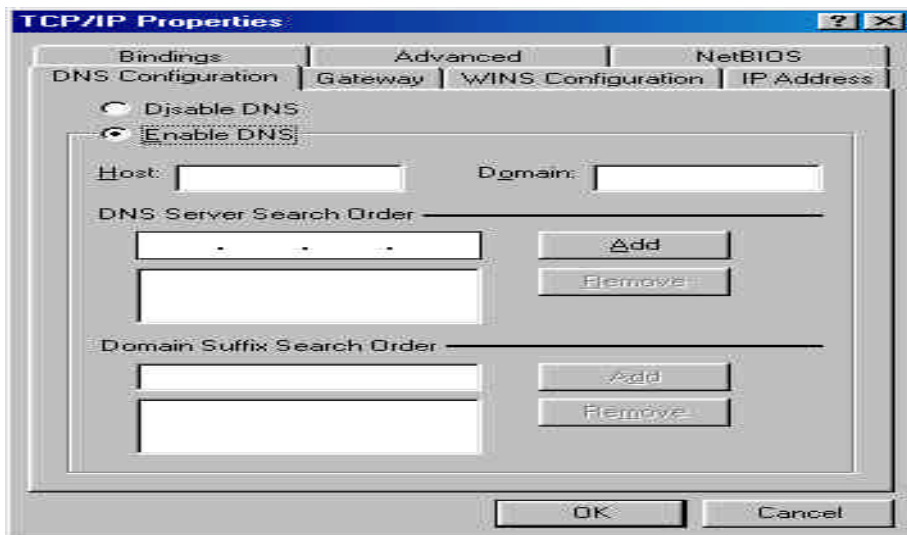 TCP/IP Properties
? X
Bindings Advanced NetBIOS
DNS Configuration Gateway WINS Configuration IP Address
Disable DNS
Enable DNS
Host: Domain:
DNS Server Search Order
. . . Add
Remove
Domain Suffix Search Order
Add
Remove
OK Cancel